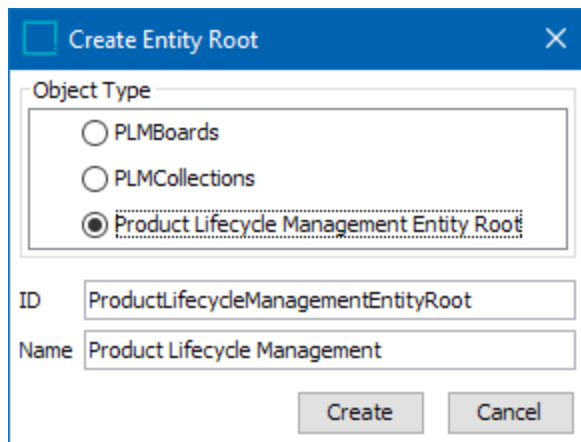 Create Entity Root
Object Type
PLMBoards
PLMCollections
Product Lifecycle Management Entity Root
ID ProductLifecycleManagementEntityRoot
Name Product Lifecycle Management
Create Cancel